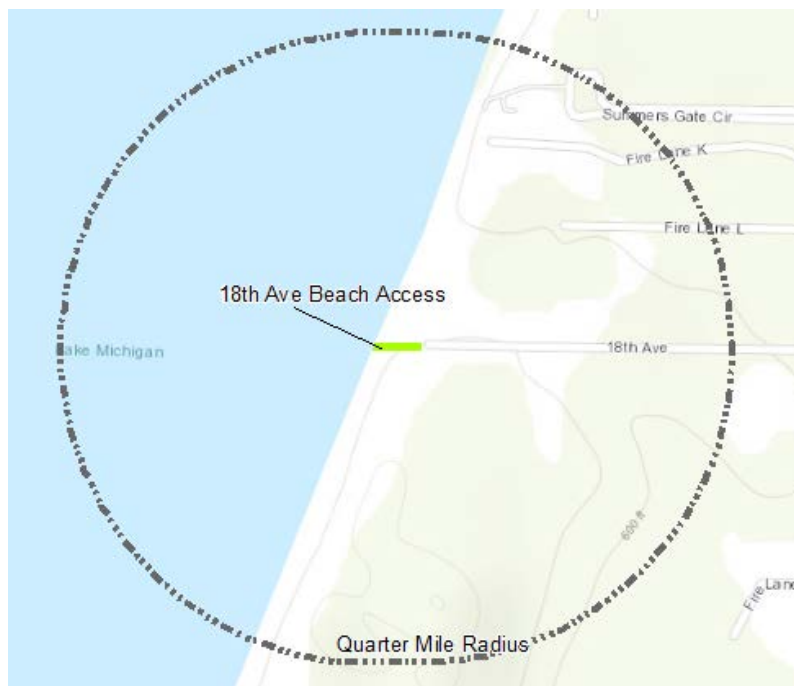 Summers Gate Cir
Fire Lane K
Fire Lane L
18th Ave Beach Access
18th Ave
Lake Michigan
600 ft
Fire Lane
Quarter Mile Radius